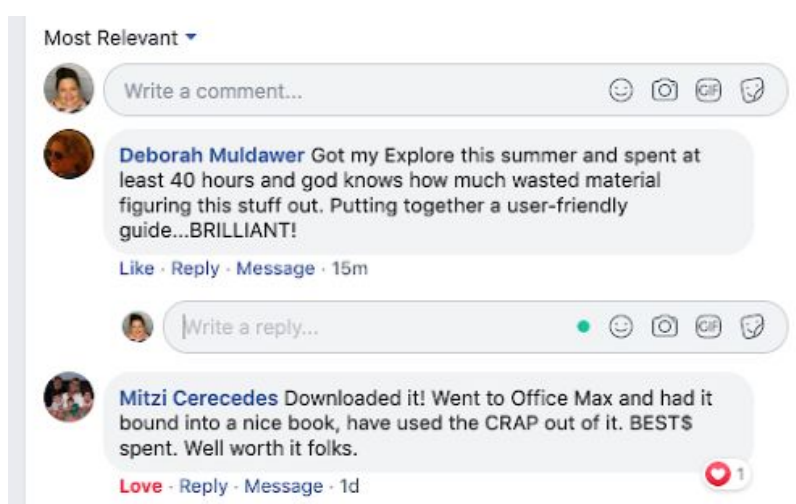 Most Relevant
Write a comment...
GIF
Deborah Muldawer Got my Explore this summer and spent at
least 40 hours and god knows how much wasted material
figuring this stuff out. Putting together a user-friendly
guide...BRILLIANT!
Like · Reply · Message · 15m
Write a reply...
GIF
Mitzi Cerecedes Downloaded it! Went to Office Max and had it
bound into a nice book, have used the CRAP out of it. BEST$
spent. Well worth it folks.
1
Love · Reply · Message · 1d